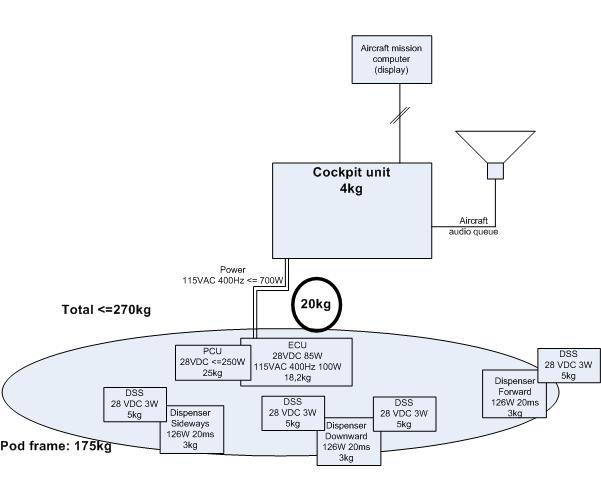 Aircraft mission
computer
(display)
Cockpit unit
4kg
Aircraft
audio queue
Power
115VAC 400Hz <= 700W
20kg
Total <=270kg
PCU
28VDC <=250W
25kg
ECU
28VDC 85W
115VAC 400Hz 100W
18,2kg
DSS
28 VDC 3W
5kg
Dispenser
Forward
126W 20ms
3kg
DSS
28 VDC 3W
5kg
Dispenser
Sideways
126W 20ms
3kg
DSS
28 VDC 3W
5kg
Dispenser
Downward
126W 20ms
3kg
DSS
28 VDC 3W
5kg
Pod frame: 175kg